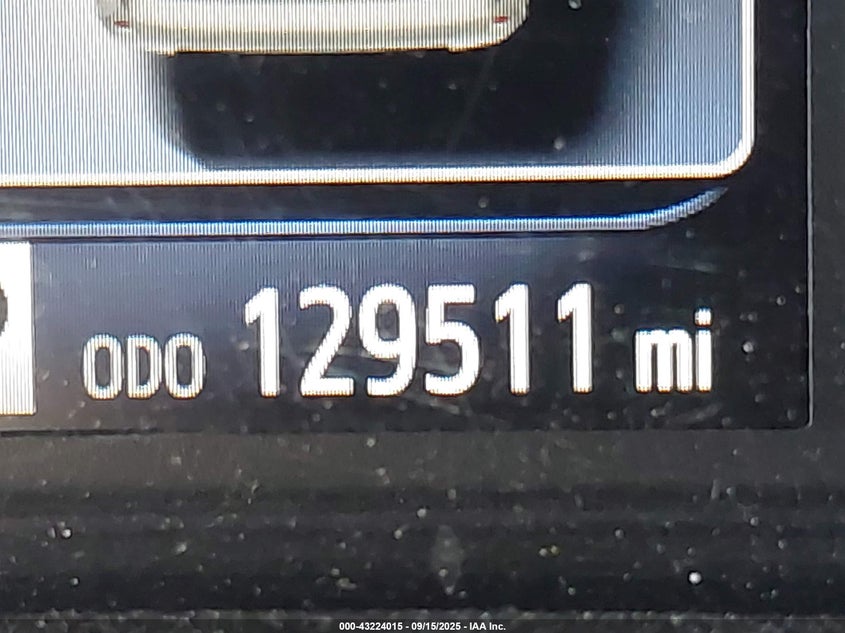 ODO 129511 mi
000-43224015 - 09/15/2025 - IAA Inc.